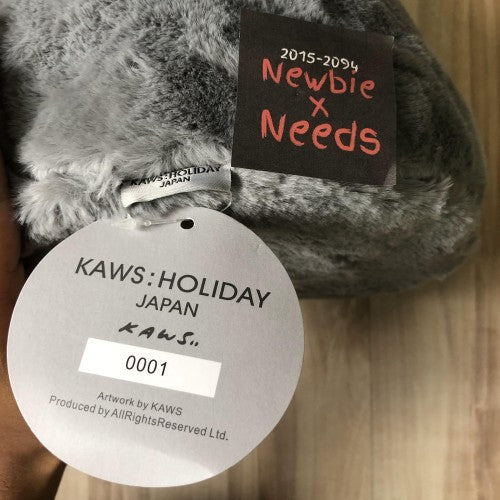 2015-2094
Newbie
x
Needs
KAWS:HOLIDAY
JAPAN
KAWS:HOLIDAY
JAPAN
KAWS..
0001
Artwork by KAWS
Produced by AllRightsReserved Ltd.